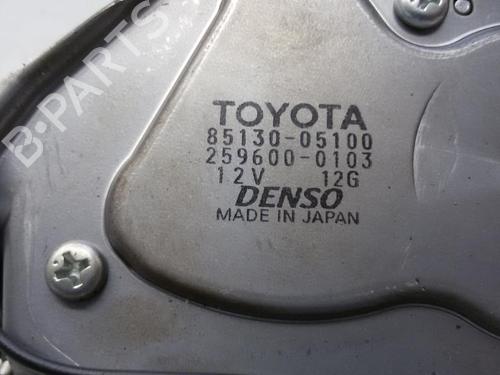 TOYOTA
85130-05100
259600-0103
12V 12G
DENSO
MADE IN JAPAN
B-PARTS